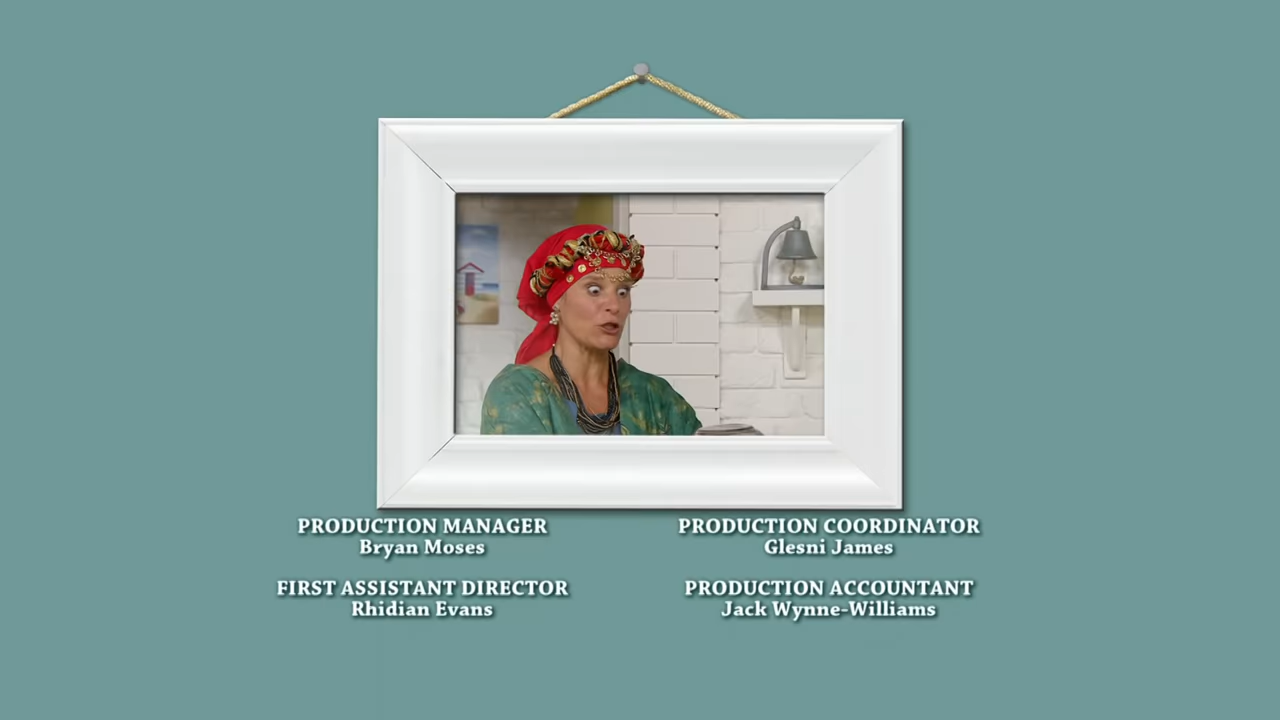 PRODUCTION MANAGER
Bryan Moses
PRODUCTION COORDINATOR
Glesni James
FIRST ASSISTANT DIRECTOR
Rhidian Evans
PRODUCTION ACCOUNTANT
Jack Wynne-Williams